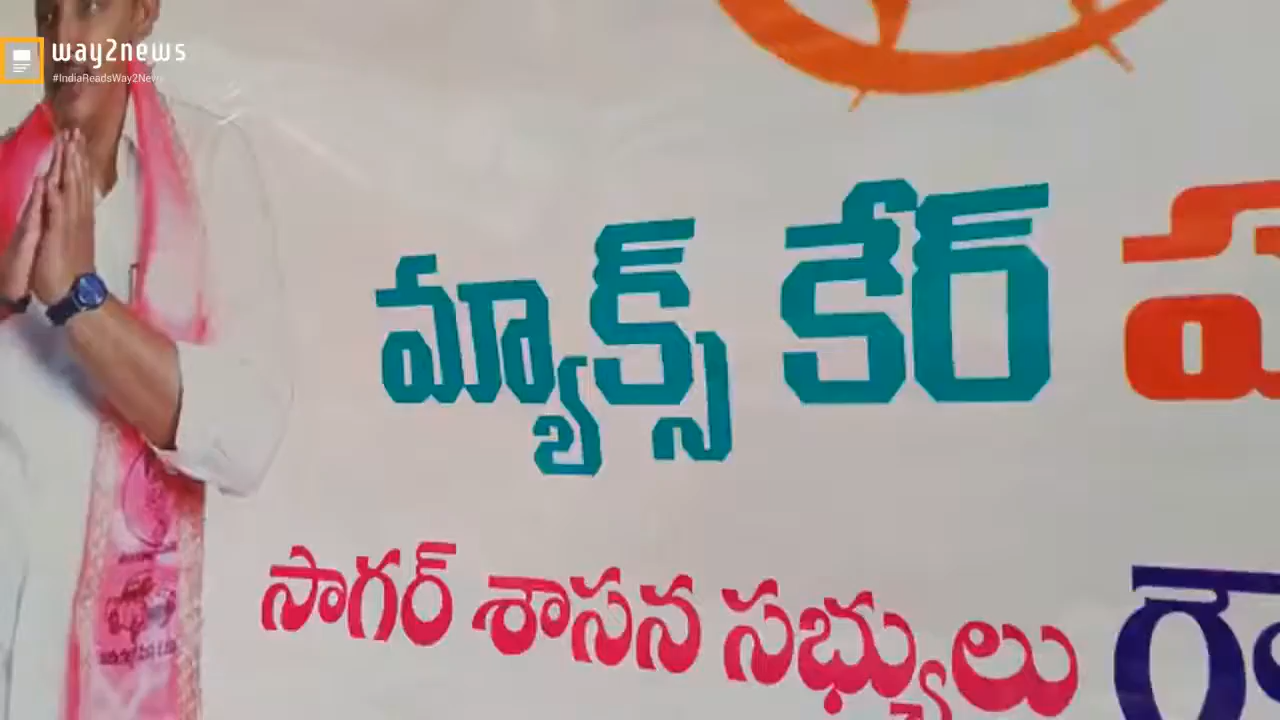 way2news
#IndiaReadsWay2News
మ్యాక్స్ కేర్
సాగర్ శాసన సభ్యులు